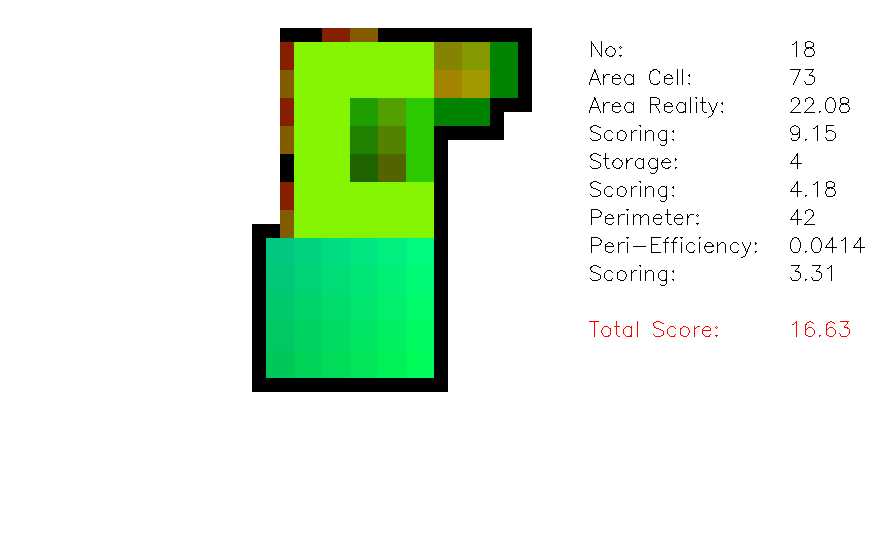 No: 18
Area Cell: 73
Area Reality: 22.08
Scoring: 9.15
Storage: 4
Scoring: 4.18
Perimeter: 42
Peri-Efficiency: 0.0414
Scoring: 3.31
Total Score: 16.63